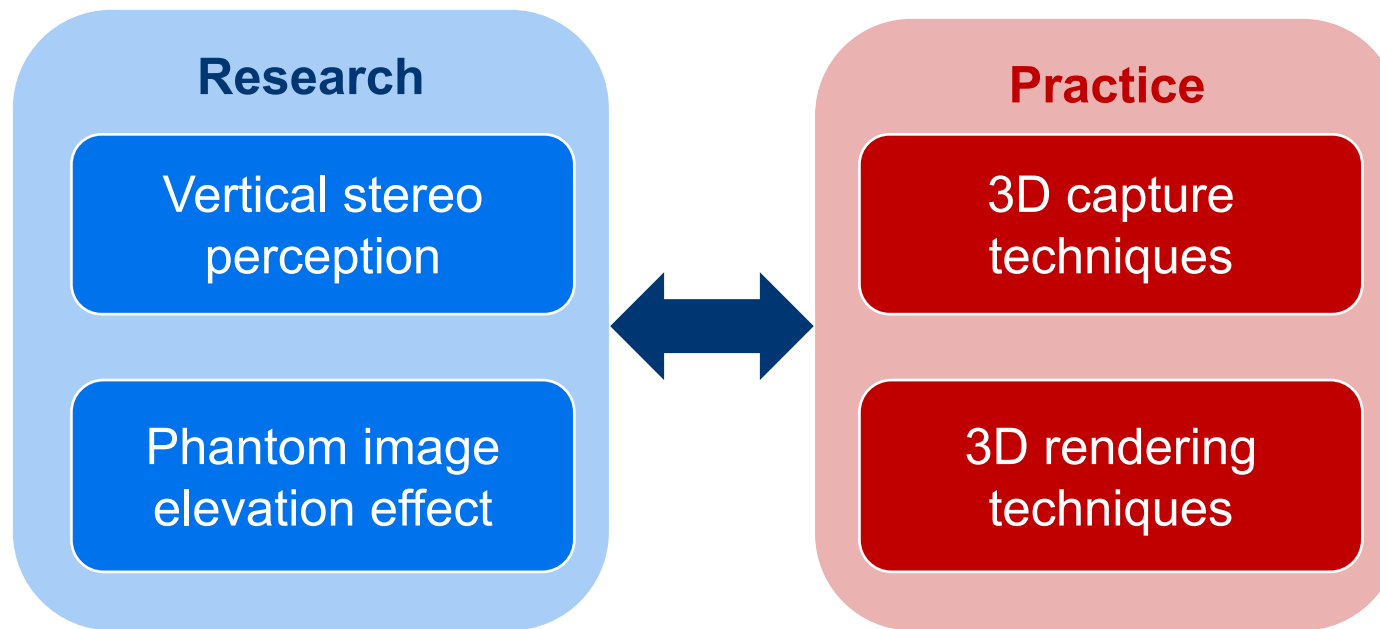 Research
Vertical stereo
perception
Phantom image
elevation effect
Practice
3D capture
techniques
3D rendering
techniques